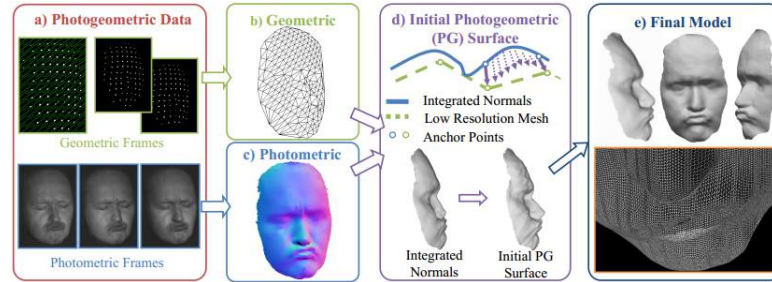 a) Photogeometric Data
Geometric Frames
Photometric Frames
b) Geometric
c) Photometric
d) Initial Photogeometric
(PG) Surface
Integrated Normals
Low Resolution Mesh
Anchor Points
Integrated
Normals
Initial PG
Surface
e) Final Model